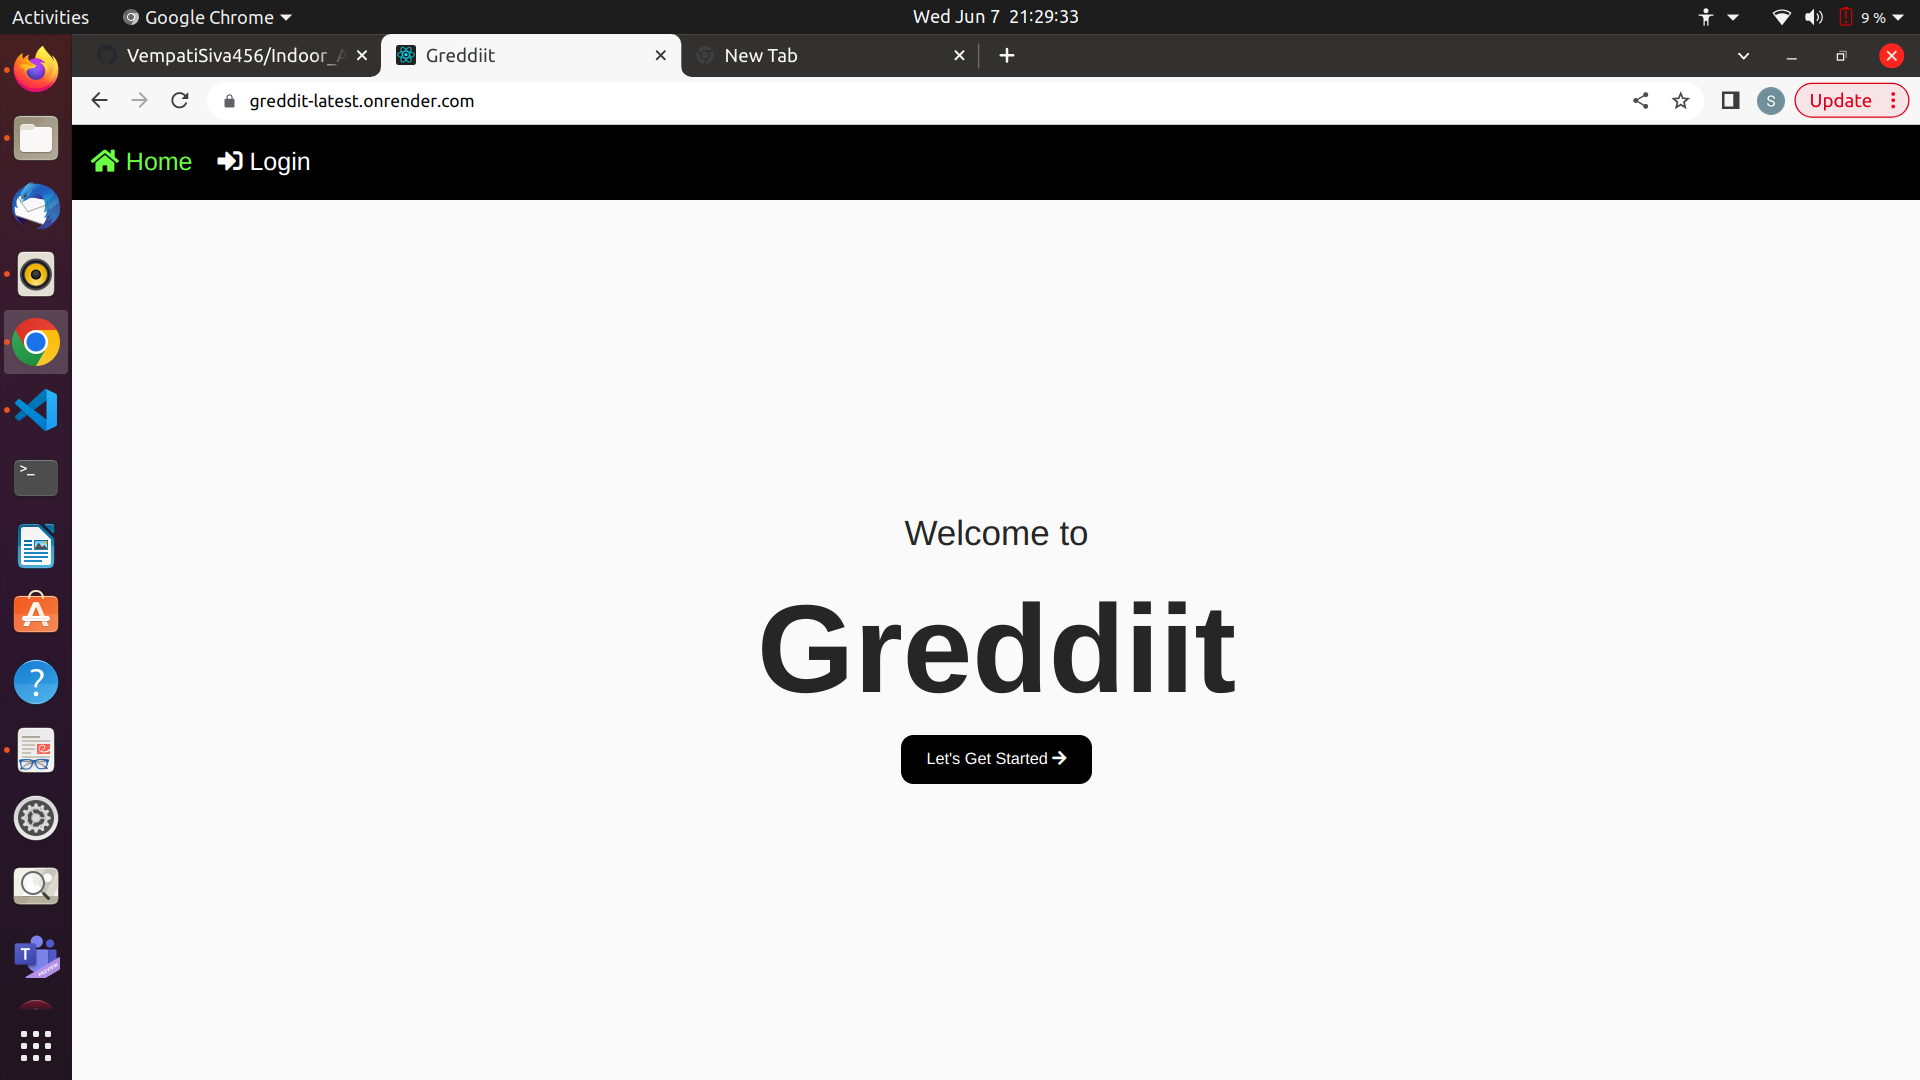 Activities Google Chrome Wed Jun 7 21:29:33 9 %
VempatiSiva456/Indoor_A Greddiit New Tab
greddit-latest.onrender.com S Update
Home Login
Welcome to
Greddiit
Let's Get Started